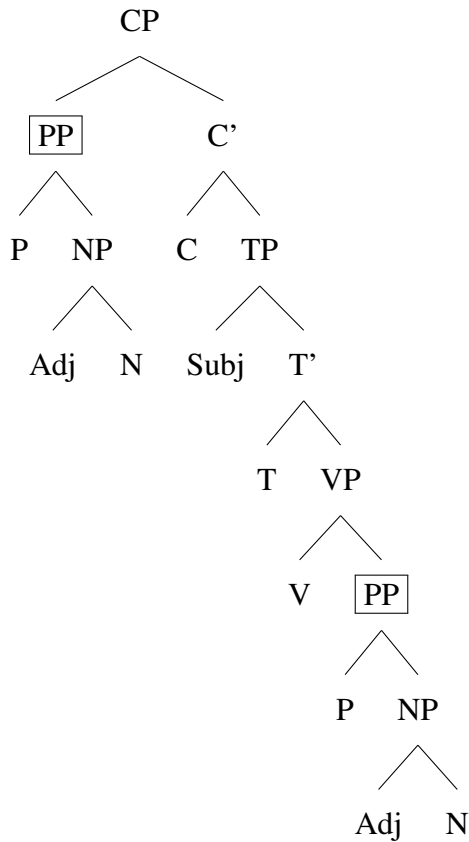 CP
PP C’
P NP C TP
Adj N Subj T’
T VP
V PP
P NP
Adj N